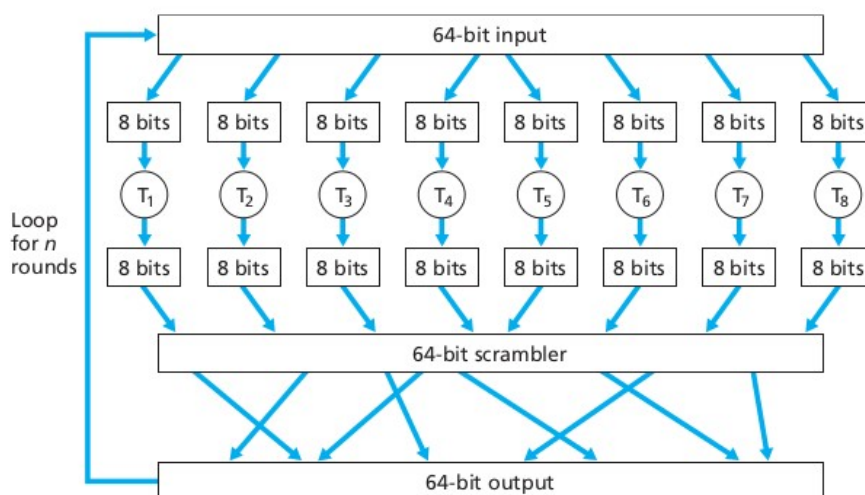 64-bit input
8 bits 8 bits 8 bits 8 bits 8 bits 8 bits 8 bits 8 bits
T₁ T₂ T₃ T₄ T₅ T₆ T₇ T₈
Loop
for n
rounds
8 bits 8 bits 8 bits 8 bits 8 bits 8 bits 8 bits 8 bits
64-bit scrambler
64-bit output